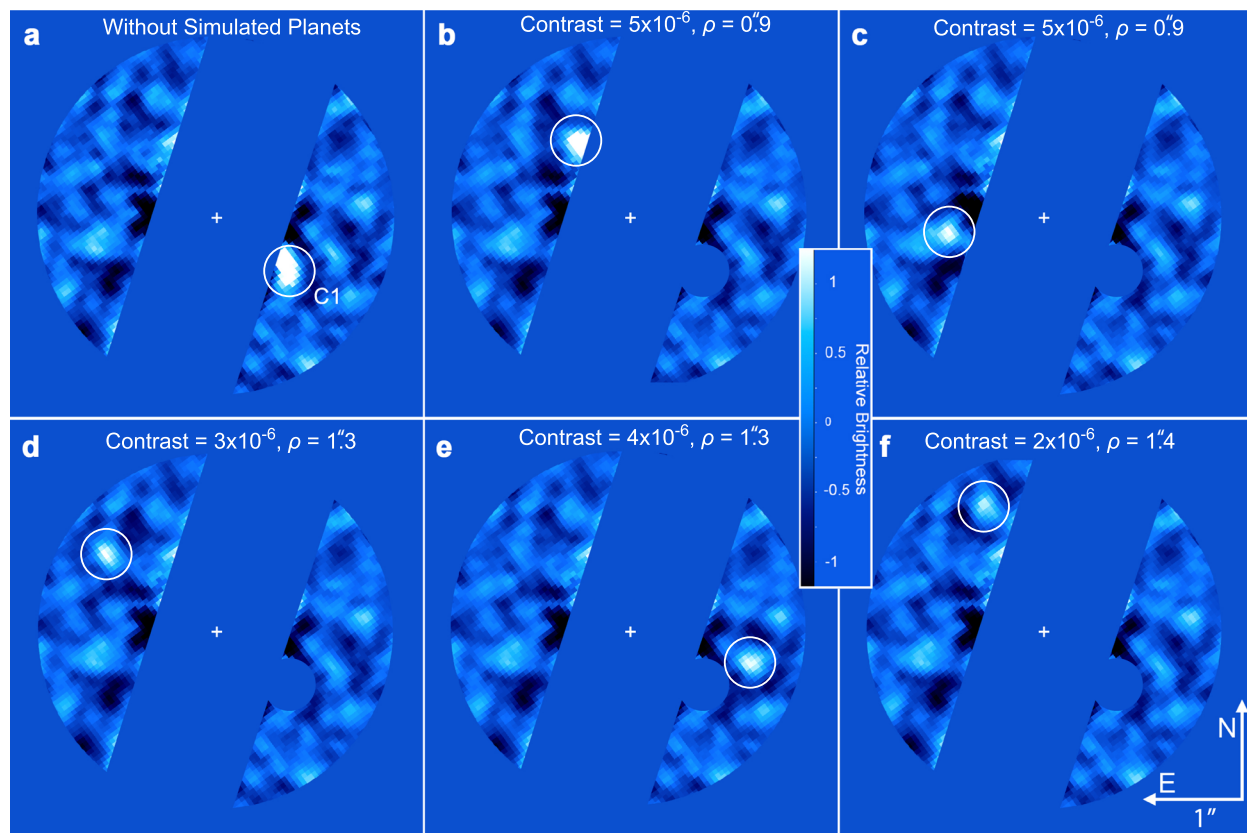 a
Without Simulated Planets
C1
b
Contrast = 5x10⁻⁶, ρ = 0″.9
c
Contrast = 5x10⁻⁶, ρ = 0″.9
1
0.5
0
-0.5
-1
Relative Brightness
d
Contrast = 3x10⁻⁶, ρ = 1″.3
e
Contrast = 4x10⁻⁶, ρ = 1″.3
f
Contrast = 2x10⁻⁶, ρ = 1″.4
N
E
1″